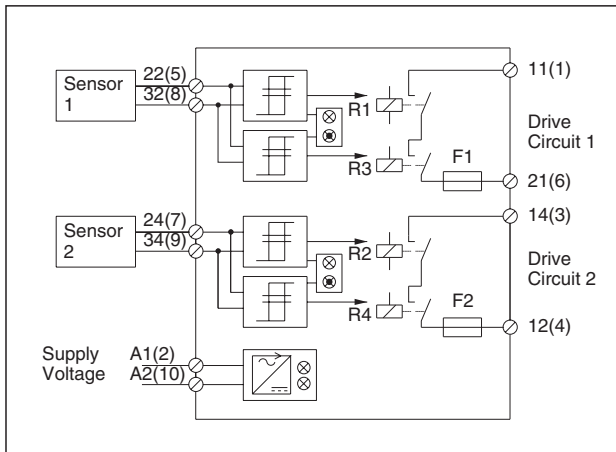 Sensor
1
22(5)
32(8)
R1
R3
11(1)
Drive
Circuit 1
F1
21(6)
Sensor
2
24(7)
34(9)
R2
R4
14(3)
Drive
Circuit 2
F2
12(4)
Supply
Voltage
A1(2)
A2(10)